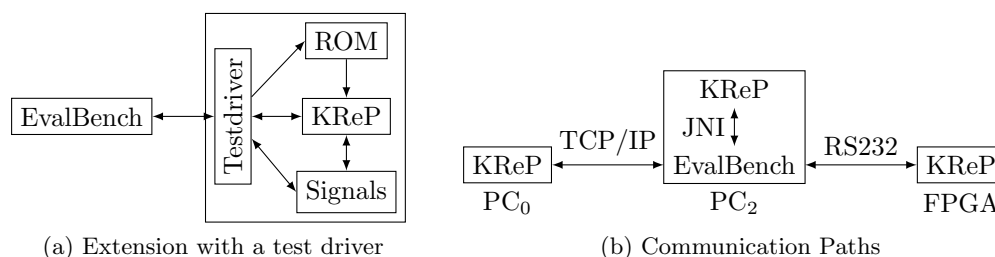 EvalBench
Testdriver
ROM
KReP
Signals
(a) Extension with a test driver
KReP
JNI
TCP/IP
RS232
KReP
EvalBench
KReP
PC₀
PC₂
FPGA
(b) Communication Paths